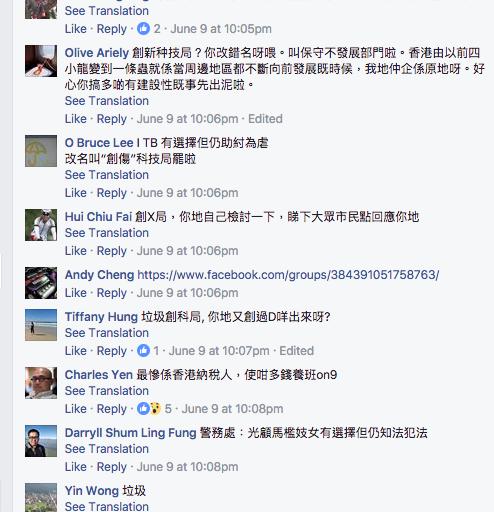 See Translation
Like · Reply · 2 · June 9 at 10:05pm
Olive Ariely 創新种技局？你改錯名呀喂。叫保守不發展部門啦。香港由以前四
小龍變到一條蟲就係當周邊地區都不斷向前發展既時候，我地仲企係原地呀。好
心你搞多啲有建設性既事先出泥啦。
See Translation
Like · Reply · June 9 at 10:06pm · Edited
O Bruce Lee I TB 有選擇但仍助紂為虐
改名叫“創傷”科技局罷啦
See Translation
Like · Reply · June 9 at 10:06pm
Hui Chiu Fai 創X局，你地自己檢討一下，睇下大眾市民點回應你地
See Translation
Like · Reply · June 9 at 10:06pm
Andy Cheng https://www.facebook.com/groups/384391051758763/
Like · Reply · June 9 at 10:06pm
Tiffany Hung 垃圾創科局, 你地又創過D咩出來呀?
See Translation
Like · Reply · 1 · June 9 at 10:07pm · Edited
Charles Yen 最慘係香港納稅人，使咁多錢養班on9
See Translation
Like · Reply · 5 · June 9 at 10:08pm
Darryll Shum Ling Fung 警務處：光顧馬檻妓女有選擇但仍知法犯法
See Translation
Like · Reply · June 9 at 10:08pm
Yin Wong 垃圾
See Translation